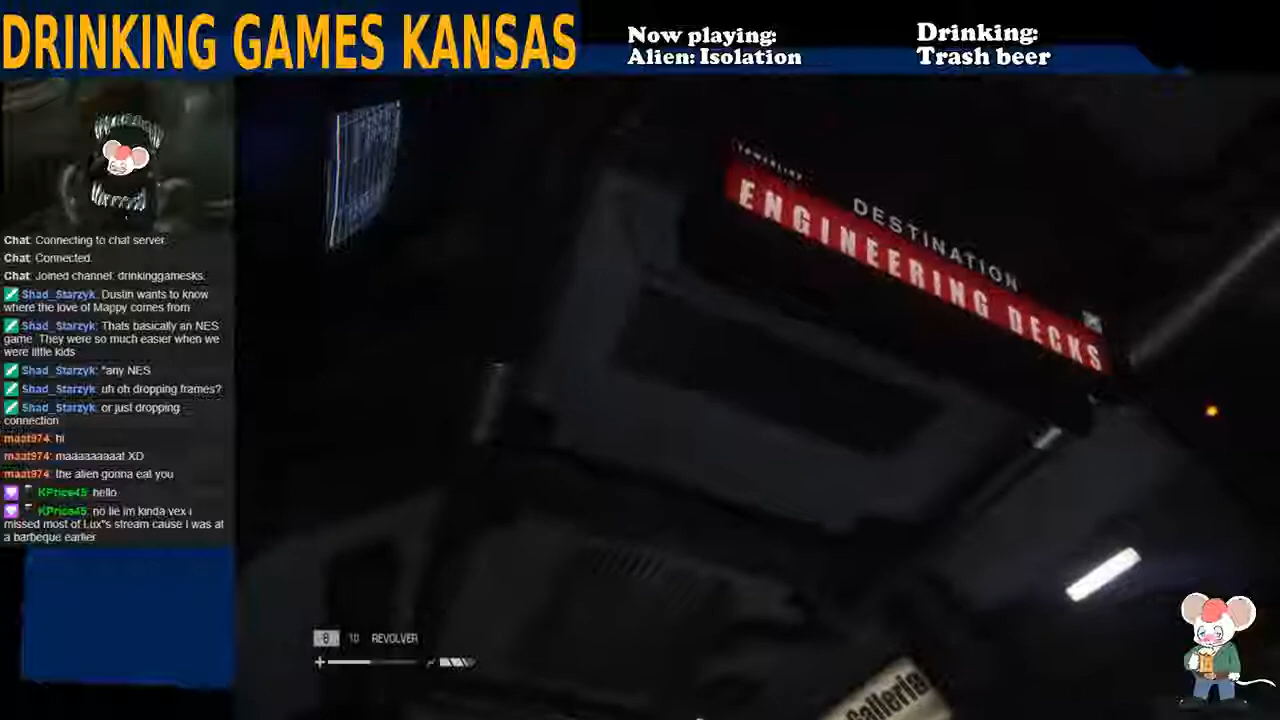 DRINKING GAMES KANSAS
Now playing:
Alien: Isolation
Drinking:
Trash beer
Chat: Connecting to chat server.
Chat: Connected.
Chat: Joined channel: drinkinggamesks.
Shad_Starzyk: Dustin wants to know
where the love of Mappy comes from
Shad_Starzyk: Thats basically an NES
game. They were so much easier when we
were little kids
Shad_Starzyk: *any NES
Shad_Starzyk: uh oh dropping frames?
Shad_Starzyk: or just dropping
connection
maat974: hi
maat974: maaaaaaaaat XD
maat974: the alien gonna eat you
KPrice45: hello
KPrice45: no lie im kinda vex i
missed most of Lux"s stream cause I was at
a barbeque earlier
DESTINATION
ENGINEERING DECKS
6 10 REVOLVER
Galleria